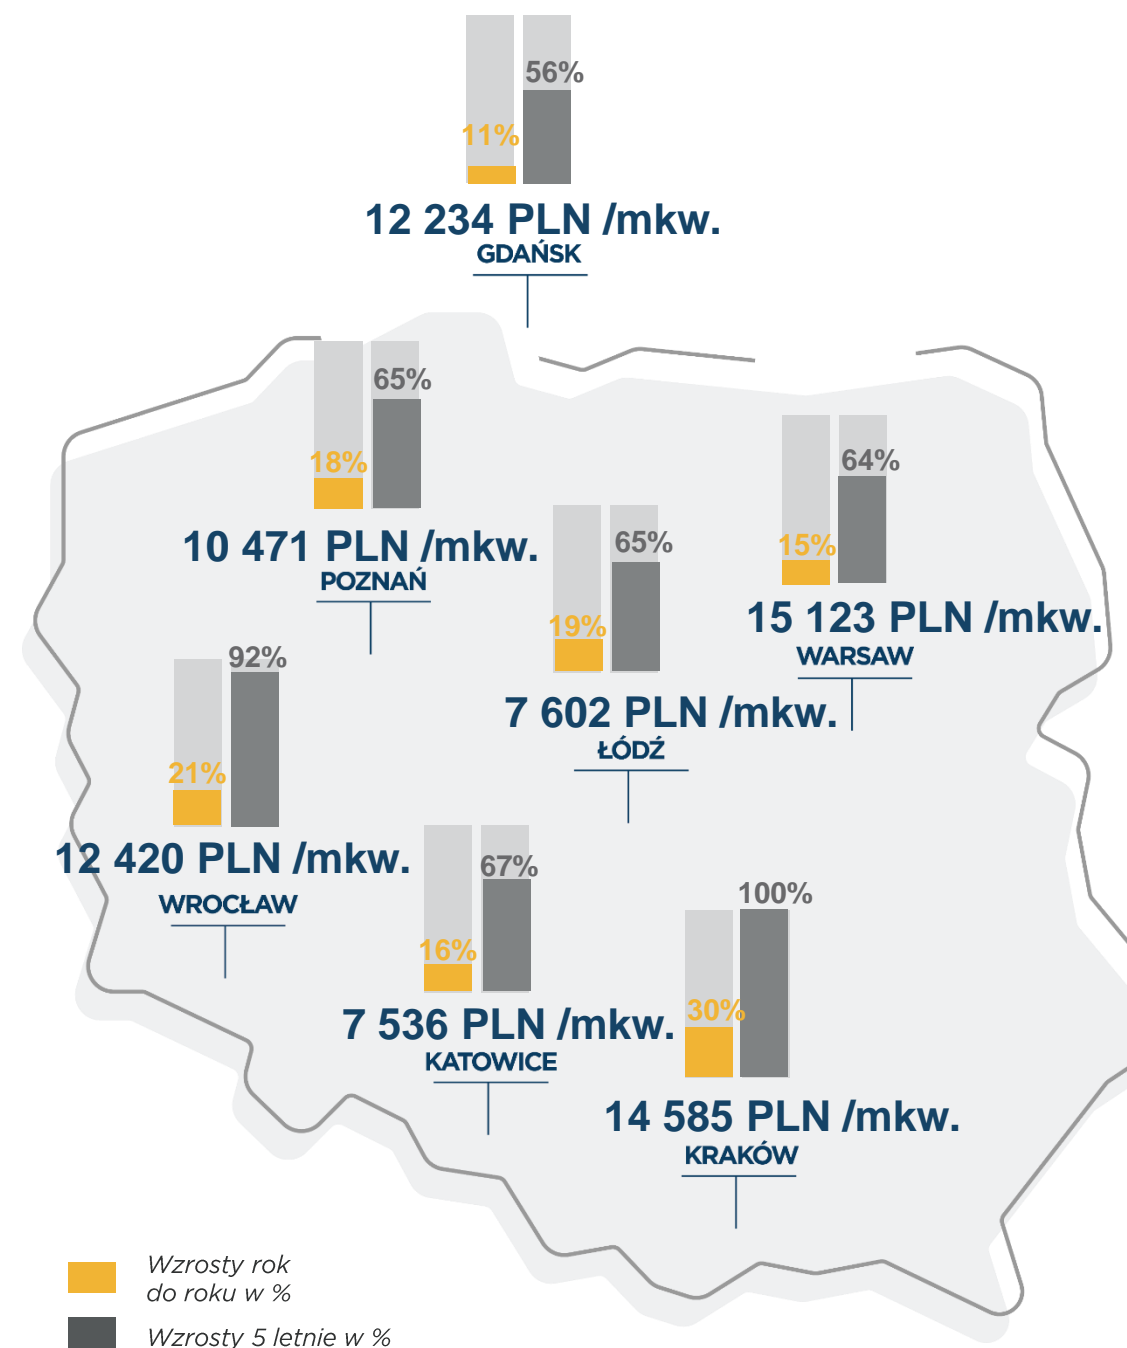 56%
11%
12 234 PLN /mkw.
GDAŃSK
65%
18%
10 471 PLN /mkw.
POZNAŃ
64%
15%
15 123 PLN /mkw.
WARSAW
65%
19%
7 602 PLN /mkw.
ŁÓDŹ
92%
21%
12 420 PLN /mkw.
WROCŁAW
67%
16%
7 536 PLN /mkw.
KATOWICE
100%
30%
14 585 PLN /mkw.
KRAKÓW
Wzrosty rok
do roku w %
Wzrosty 5 letnie w %